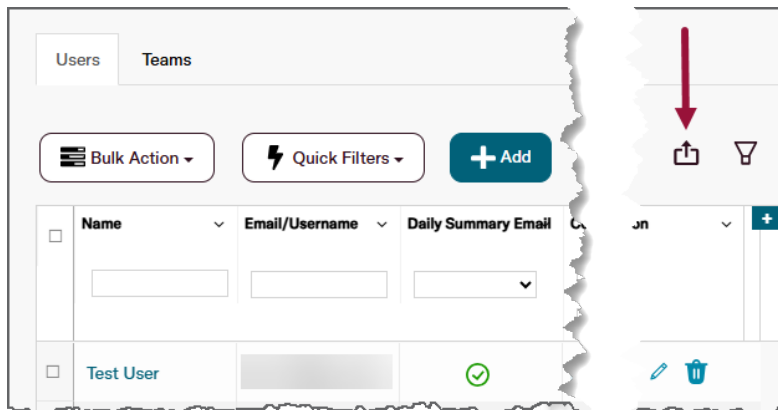 Users Teams
Bulk Action Quick Filters + Add
Name Email/Username Daily Summary Email
Test User